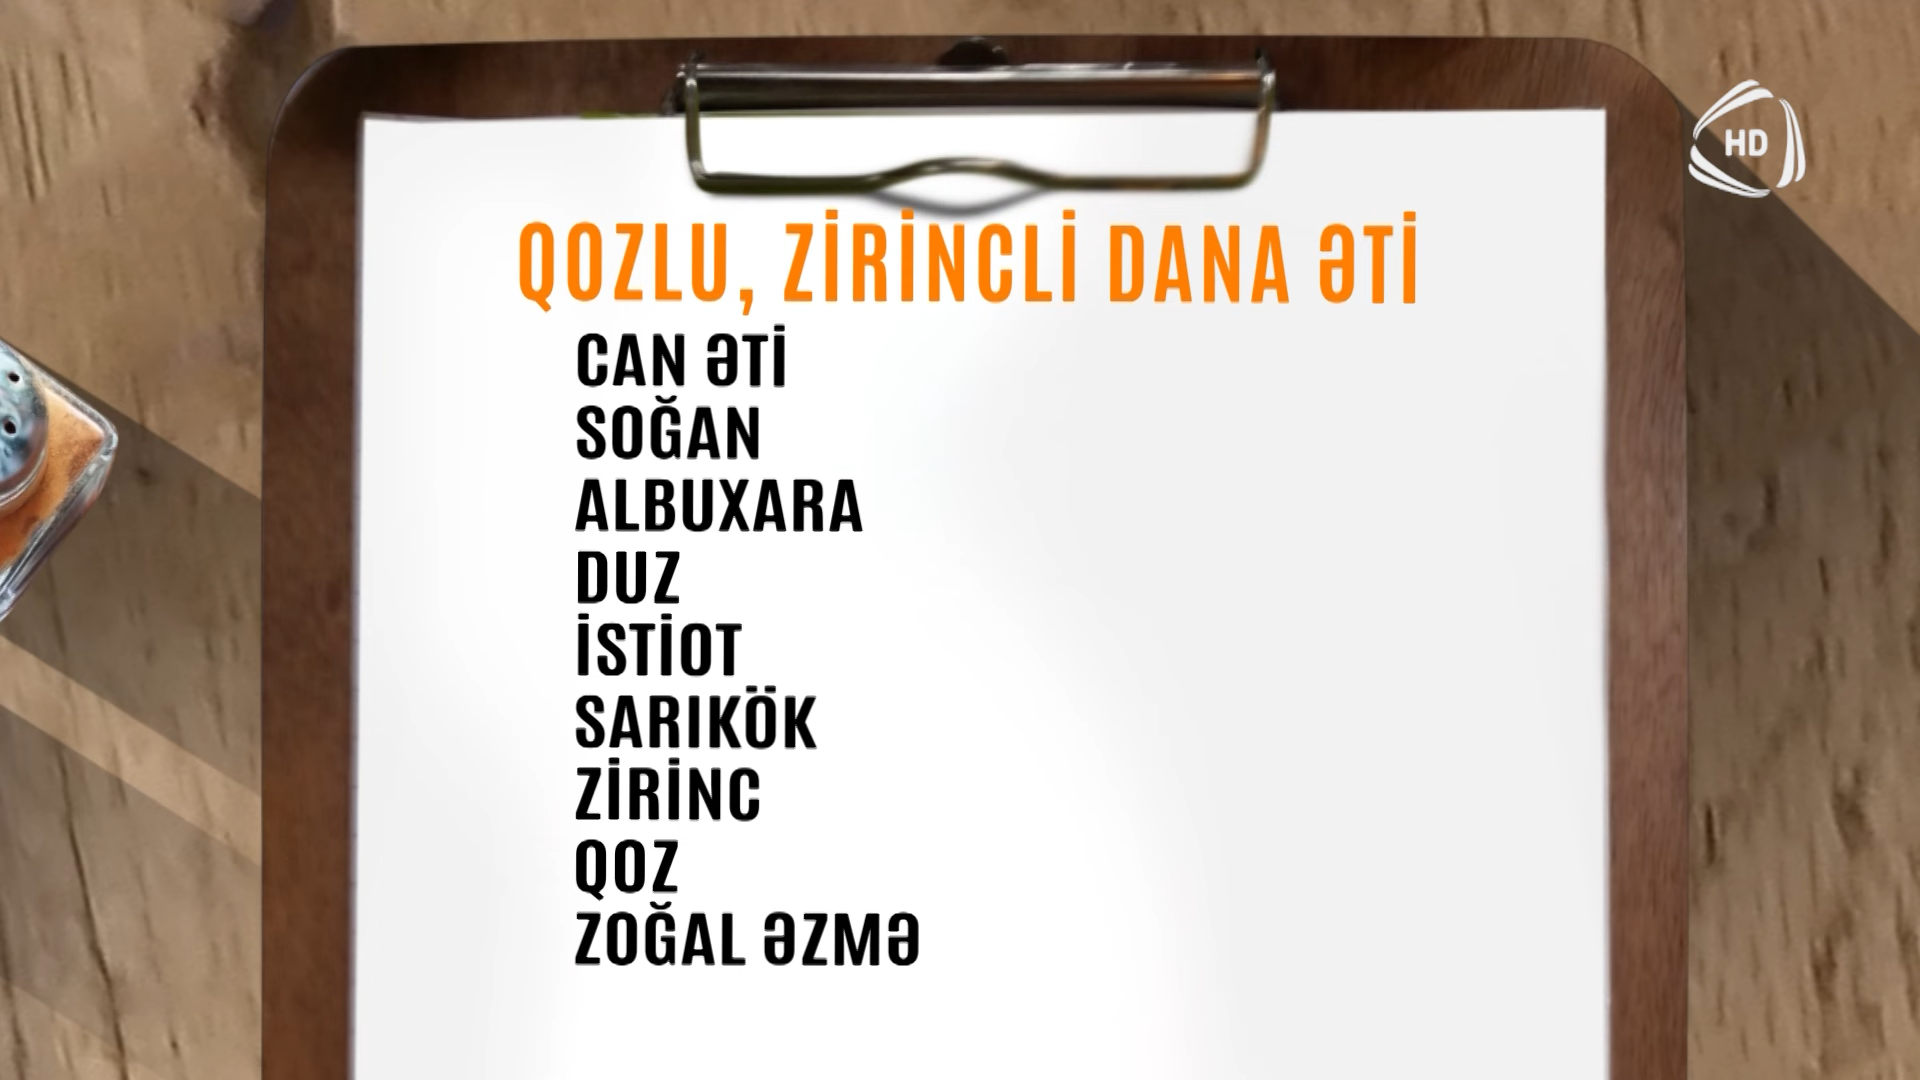 HD
QOZLU, ZİRİNCLİ DANA ƏTİ
CAN ƏTİ
SOĞAN
ALBUXARA
DUZ
İSTİOT
SARIKÖK
ZİRİNC
QOZ
ZOĞAL ƏZMƏ